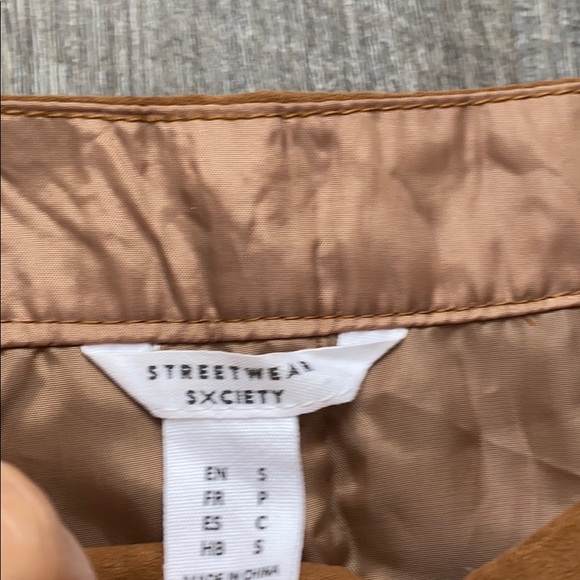 STREETWEAR
SXCIETY
EN S
FR P
ES C
HB S
MADE IN CHINA